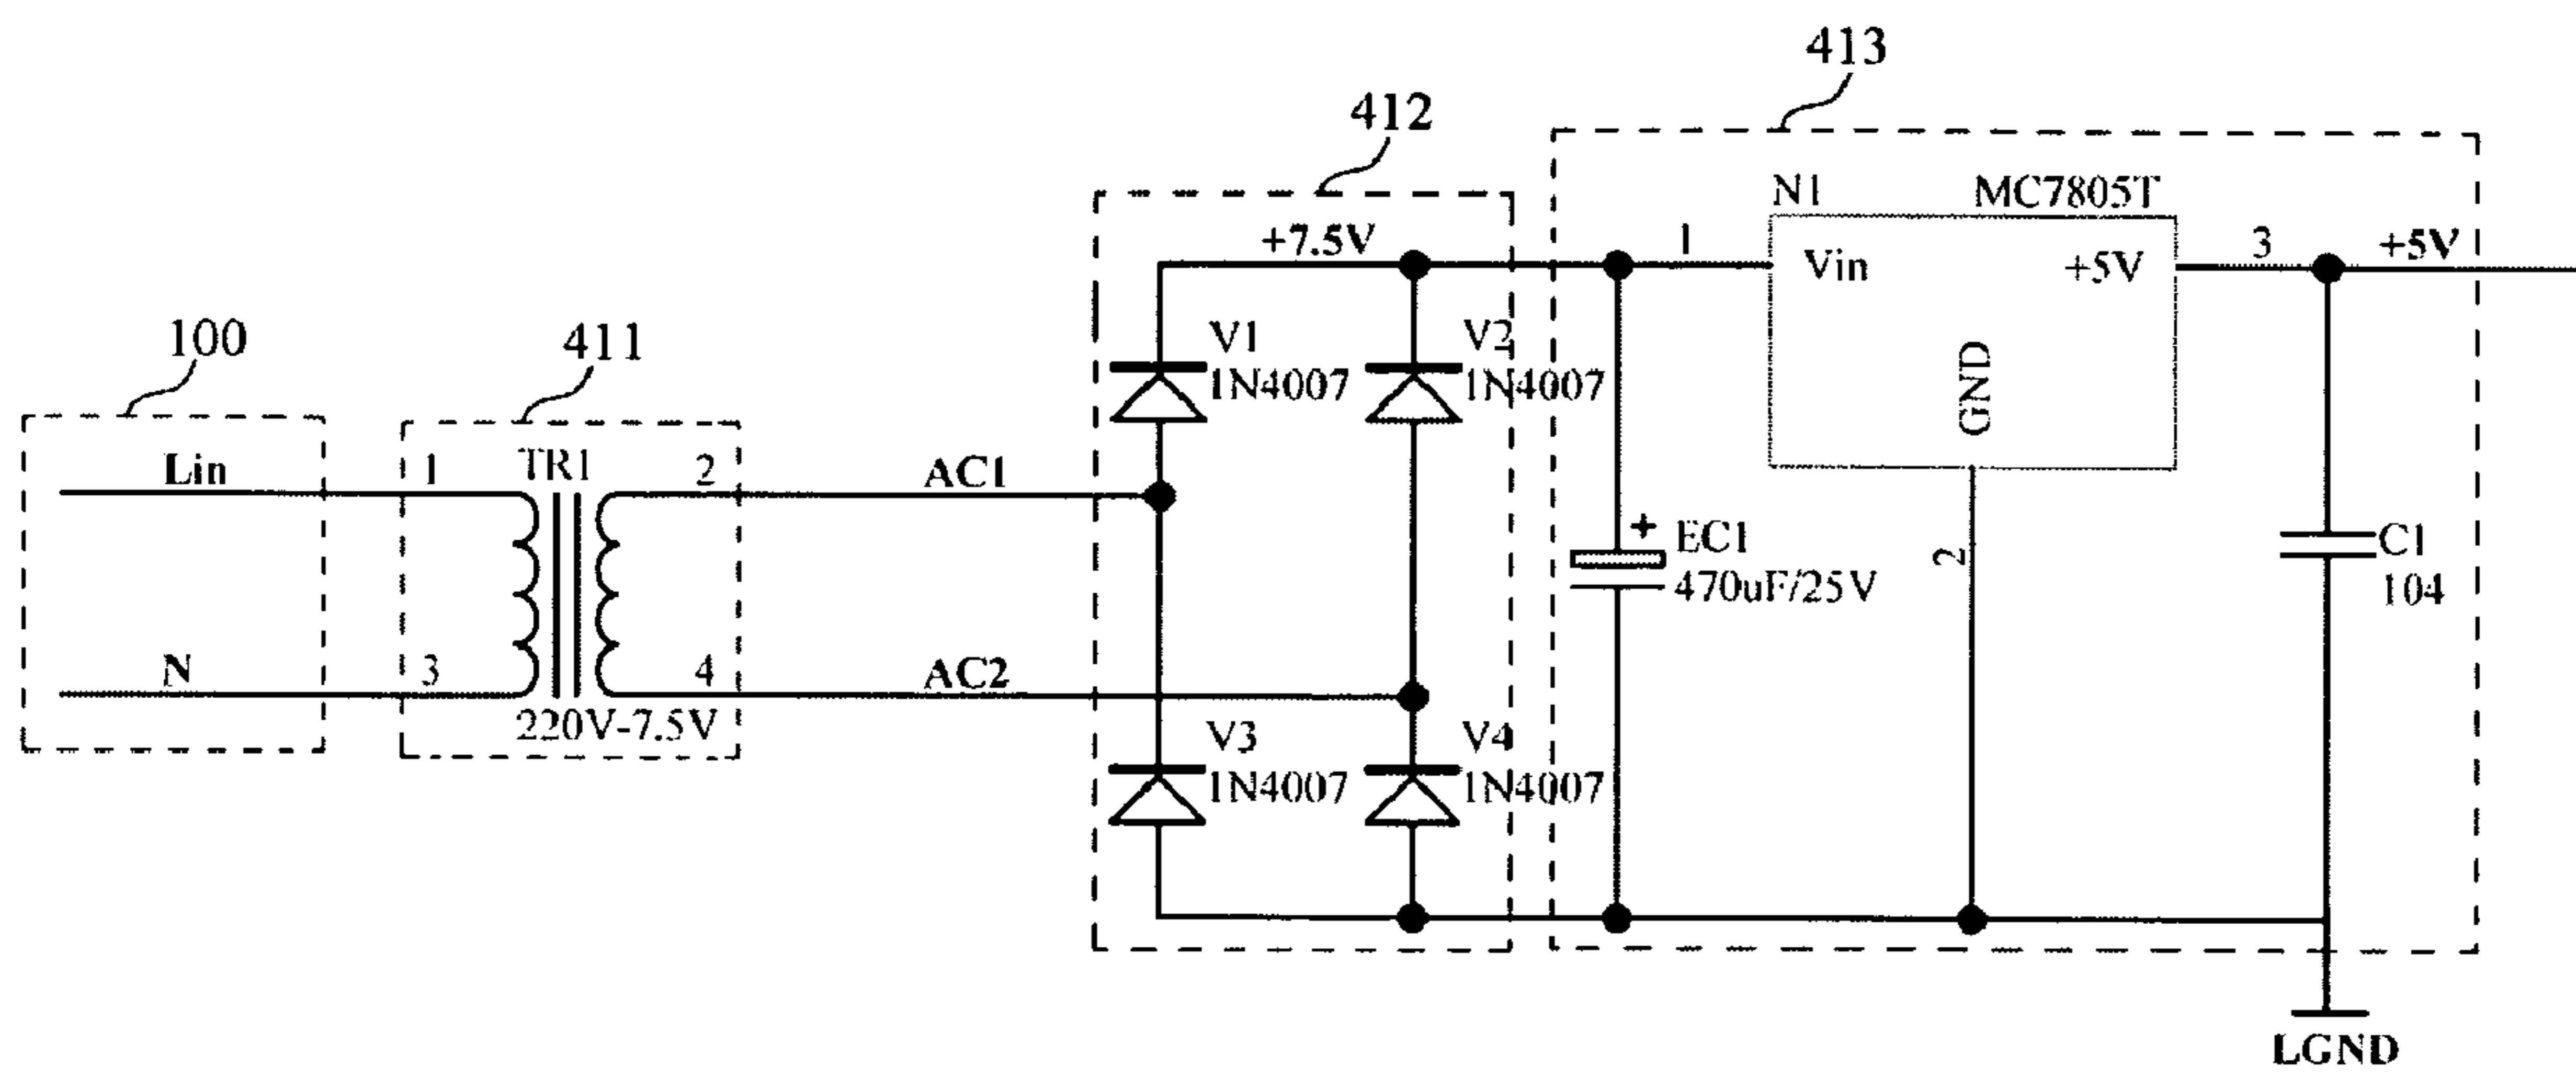 413
412
N1 MC7805T
+7.5V 1 Vin +5V 3 +5V
GND
2
100
411
V1
1N4007
V2
1N4007
Lin 1 TR1 2 AC1
N 3 4 AC2
220V-7.5V
+ EC1
470uF/25V
C1
104
V3
1N4007
V4
1N4007
LGND